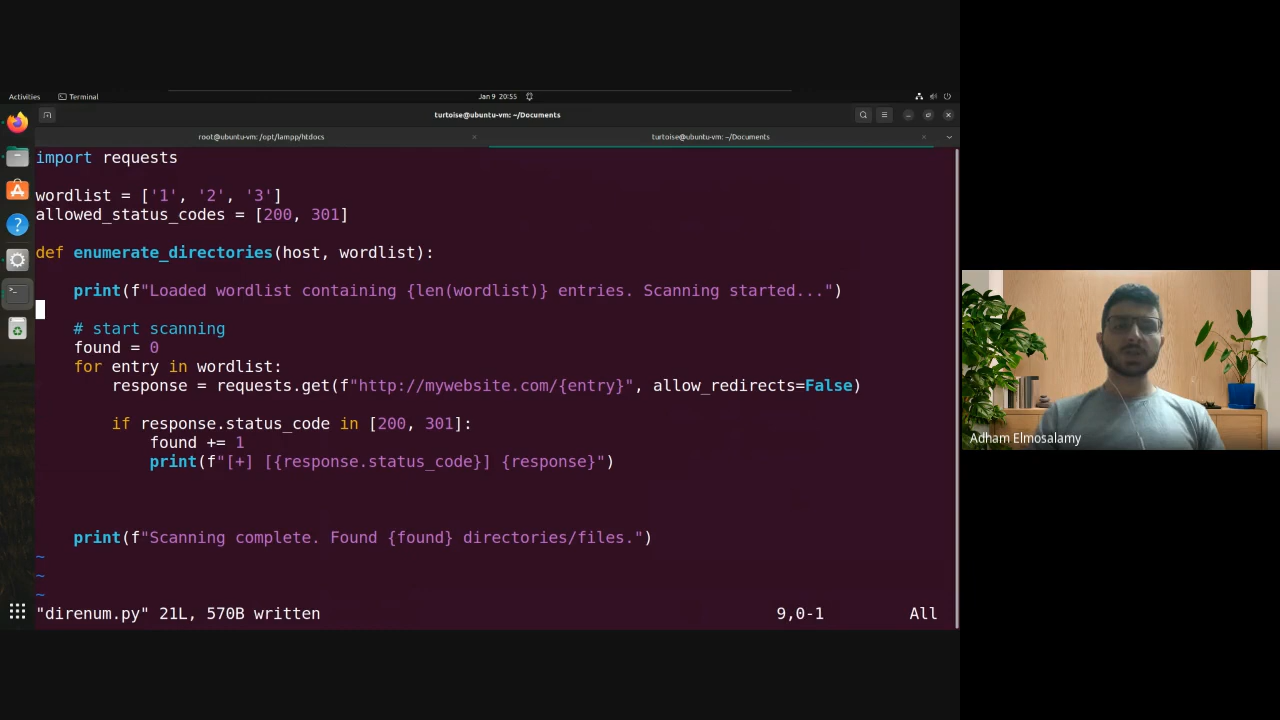 Activities
Terminal
Jan 9 20:55
turtoise@ubuntu-vm: ~/Documents
root@ubuntu-vm: /opt/lampp/htdocs
turtoise@ubuntu-vm: ~/Documents
import requests
wordlist = ['1', '2', '3']
allowed_status_codes = [200, 301]
def enumerate_directories(host, wordlist):
    print(f"Loaded wordlist containing {len(wordlist)} entries. Scanning started...")
    # start scanning
    found = 0
    for entry in wordlist:
        response = requests.get(f"http://mywebsite.com/{entry}", allow_redirects=False)
        if response.status_code in [200, 301]:
            found += 1
            print(f"[+] [{response.status_code}] {response}")
    print(f"Scanning complete. Found {found} directories/files.")
~
~
~
"direnum.py" 21L, 570B written 9,0-1 All
Adham Elmosalamy